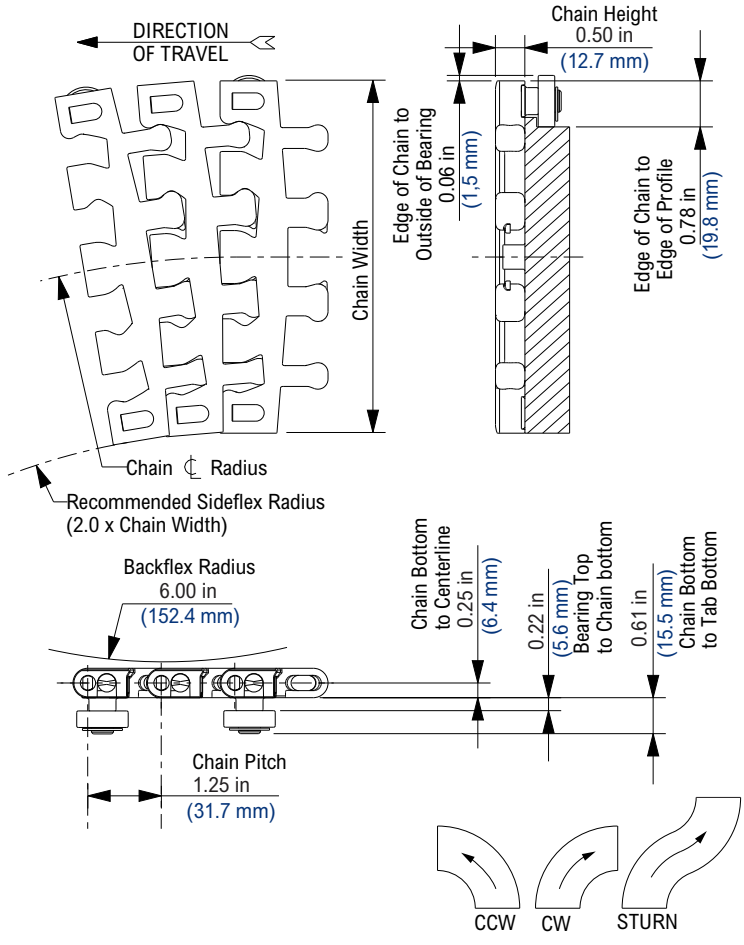 DIRECTION
OF TRAVEL
Chain Height
0.50 in
(12.7 mm)
Edge of Chain to
Outside of Bearing
0.06 in
(1,5 mm)
Edge of Chain to
Edge of Profile
0.78 in
(19.8 mm)
Chain Width
Chain ℄ Radius
Recommended Sideflex Radius
(2.0 x Chain Width)
Backflex Radius
6.00 in
(152.4 mm)
Chain Bottom
to Centerline
0.25 in
(6.4 mm)
0.22 in
(5.6 mm)
Bearing Top
to Chain bottom
0.61 in
(15.5 mm)
Chain Bottom
to Tab Bottom
Chain Pitch
1.25 in
(31.7 mm)
CCW
CW
STURN